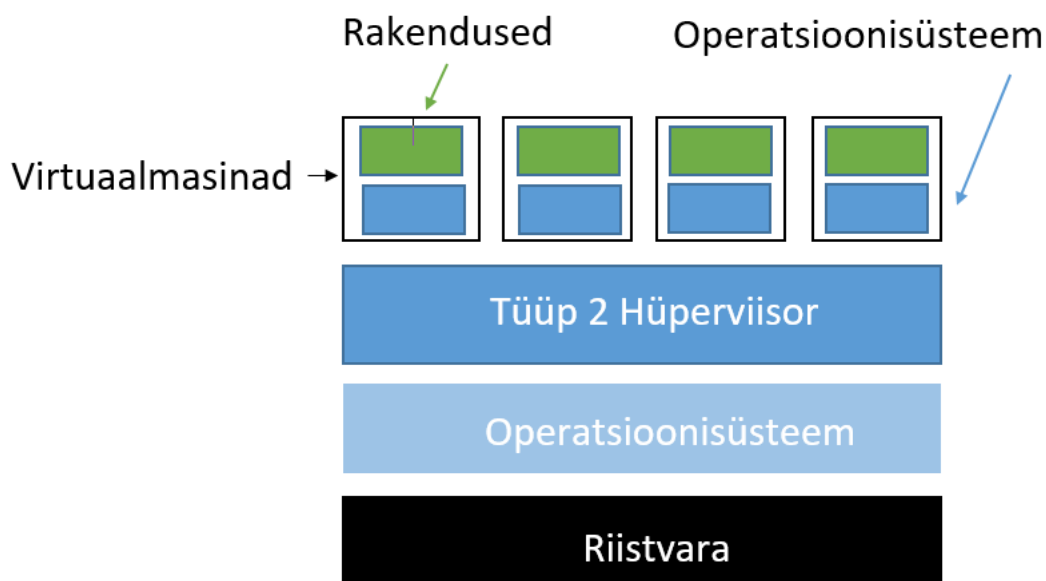 Rakendused
Operatsioonisüsteem
Virtuaalmasinad
Tüüp 2 Hüperviisor
Operatsioonisüsteem
Riistvara